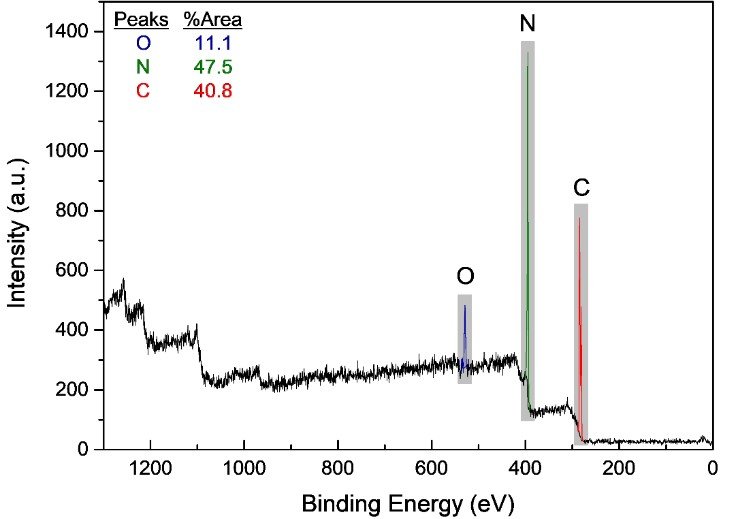 Peaks %Area
O 11.1
N 47.5
C 40.8
N
C
O
1400
1200
1000
800
600
400
200
0
Intensity (a.u.)
1200 1000 800 600 400 200 0
Binding Energy (eV)